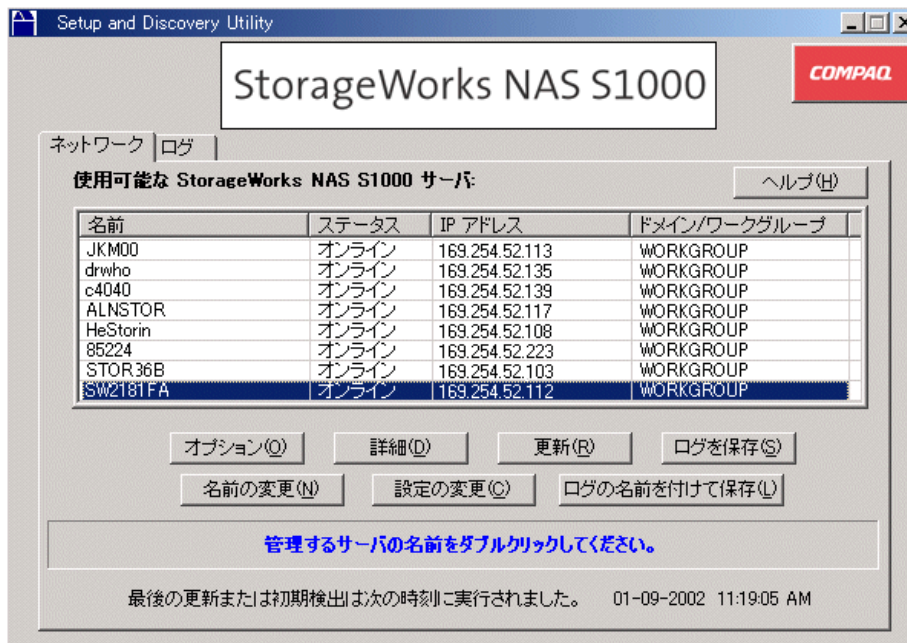 Setup and Discovery Utility
StorageWorks NAS S1000
COMPAQ
ネットワーク ログ
使用可能な StorageWorks NAS S1000 サーバ:
ヘルプ(H)
名前 ステータス IP アドレス ドメイン/ワークグループ
JKM00 オンライン 169.254.52.113 WORKGROUP
drwho オンライン 169.254.52.135 WORKGROUP
c4040 オンライン 169.254.52.139 WORKGROUP
ALNSTOR オンライン 169.254.52.117 WORKGROUP
HeStorin オンライン 169.254.52.108 WORKGROUP
85224 オンライン 169.254.52.223 WORKGROUP
STOR36B オンライン 169.254.52.103 WORKGROUP
SW2181FA オンライン 169.254.52.112 WORKGROUP
オプション(O) 詳細(D) 更新(R) ログを保存(S)
名前の変更(N) 設定の変更(C) ログの名前を付けて保存(L)
管理するサーバの名前をダブルクリックしてください。
最後の更新または初期検出は次の時刻に実行されました。 01-09-2002 11:19:05 AM